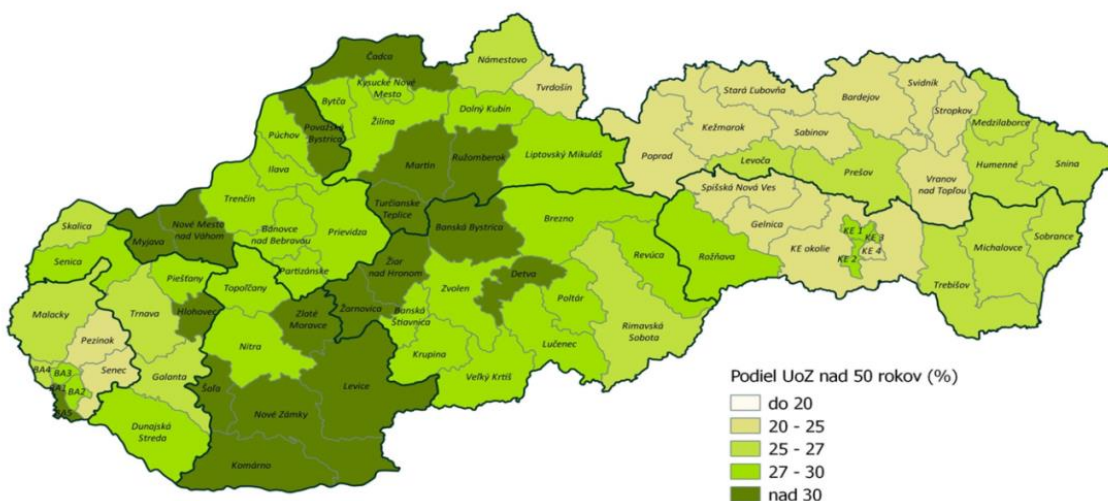 Čadca
Námestovo
Tvrdošín
Kysucké Nové
Mesto
Bytča
Dolný Kubín
Žilina
Považská
Bystrica
Púchov
Ilava
Martin
Ružomberok
Liptovský Mikuláš
Stará Ľubovňa
Bardejov
Svidník
Stropkov
Medzilaborce
Kežmarok
Sabinov
Poprad
Levoča
Prešov
Humenné
Snina
Vranov
nad Topľou
Trenčín
Turčianske
Teplice
Prievidza
Bánovce
nad Bebravou
Partizánske
Banská Bystrica
Brezno
Spišská Nová Ves
Gelnica
KE okolie
KE 1
KE 3
KE 4
KE 2
Rožňava
Revúca
Michalovce
Sobrance
Trebišov
Skalica
Myjava
Nové Mesto
nad Váhom
Senica
Piešťany
Topoľčany
Žiar
nad Hronom
Detva
Zvolen
Žarnovica
Banská
Štiavnica
Poltár
Rimavská
Sobota
Malacky
Trnava
Hlohovec
Zlaté
Moravce
Nitra
Krupina
Lučenec
Veľký Krtíš
Pezinok
Senec
BA4
BA3
BA1
BA2
BA5
Galanta
Šaľa
Levice
Nové Zámky
Dunajská
Streda
Komárno
Podiel UoZ nad 50 rokov (%)
do 20
20 - 25
25 - 27
27 - 30
nad 30